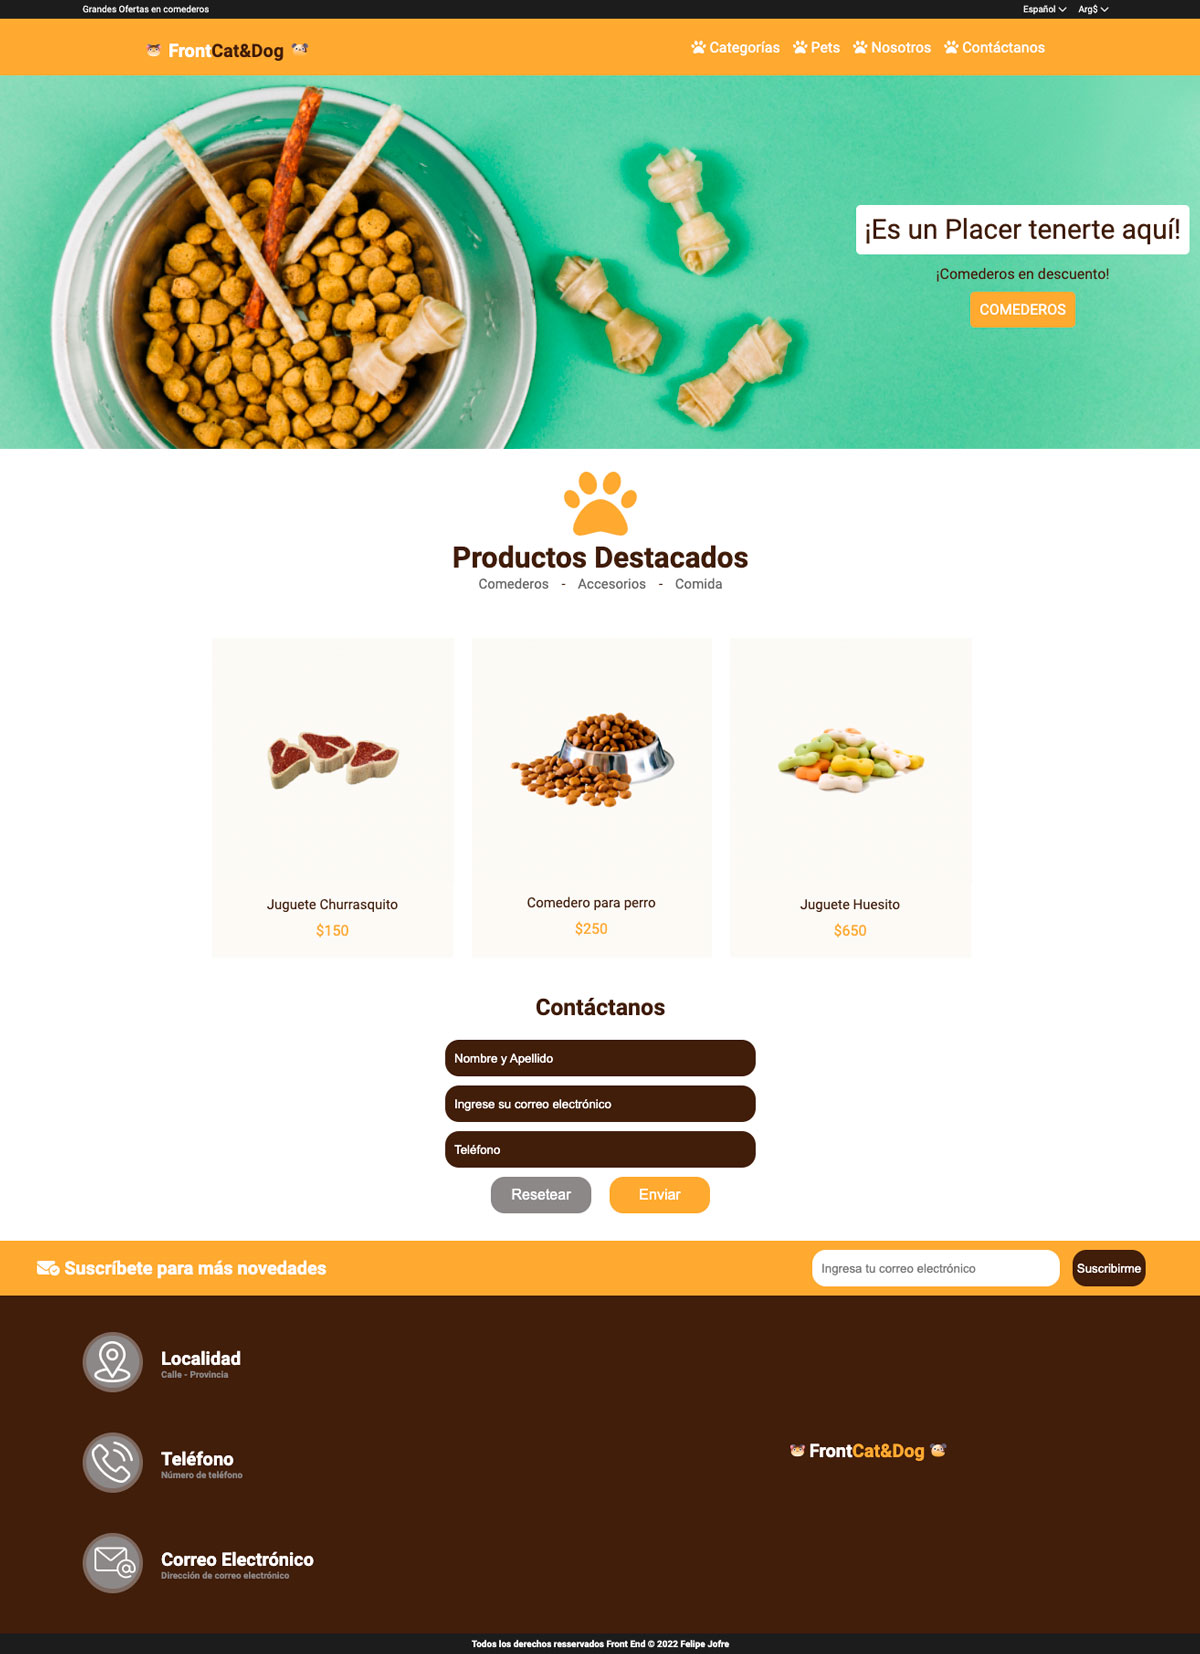 Grandes Ofertas en comederos
Español Arg$
FrontCat&Dog
Categorías Pets Nosotros Contáctanos
¡Es un Placer tenerte aquí!
¡Comederos en descuento!
COMEDEROS
Productos Destacados
Comederos - Accesorios - Comida
Juguete Churrasquito
$150
Comedero para perro
$250
Juguete Huesito
$650
Contáctanos
Nombre y Apellido
Ingrese su correo electrónico
Teléfono
Resetear Enviar
Suscríbete para más novedades
Ingresa tu correo electrónico
Suscribirme
Localidad
Calle - Provincia
Teléfono
Número de teléfono
FrontCat&Dog
Correo Electrónico
Dirección de correo electrónico
Todos los derechos resservados Front End © 2022 Felipe Jofre